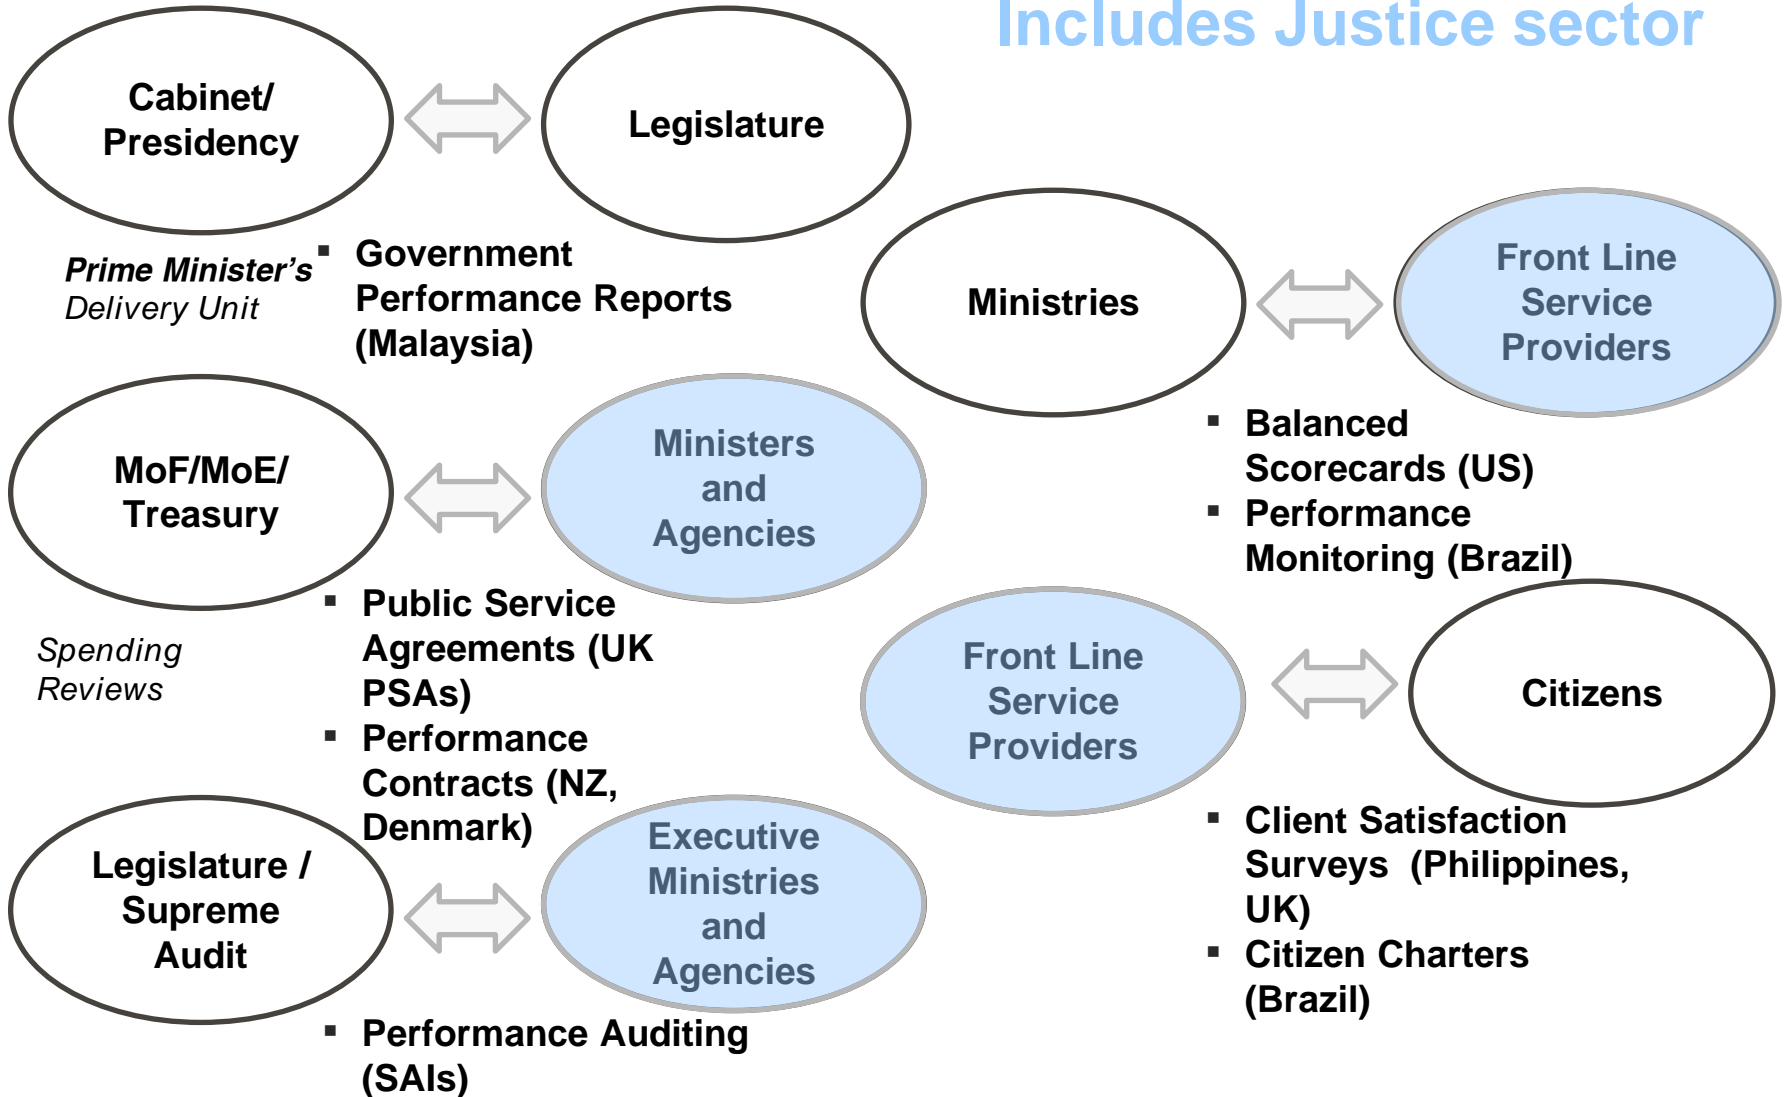 Includes Justice sector
Cabinet/
Presidency
Legislature
Prime Minister’s
Delivery Unit
▪ Government
Performance Reports
(Malaysia)
MoF/MoE/
Treasury
Ministers
and
Agencies
Spending
Reviews
▪ Public Service
Agreements (UK
PSAs)
▪ Performance
Contracts (NZ,
Denmark)
Legislature /
Supreme
Audit
Executive
Ministries
and
Agencies
▪ Performance Auditing
(SAIs)
Ministries
Front Line
Service
Providers
▪ Balanced
Scorecards (US)
▪ Performance
Monitoring (Brazil)
Front Line
Service
Providers
Citizens
▪ Client Satisfaction
Surveys  (Philippines,
UK)
▪ Citizen Charters
(Brazil)